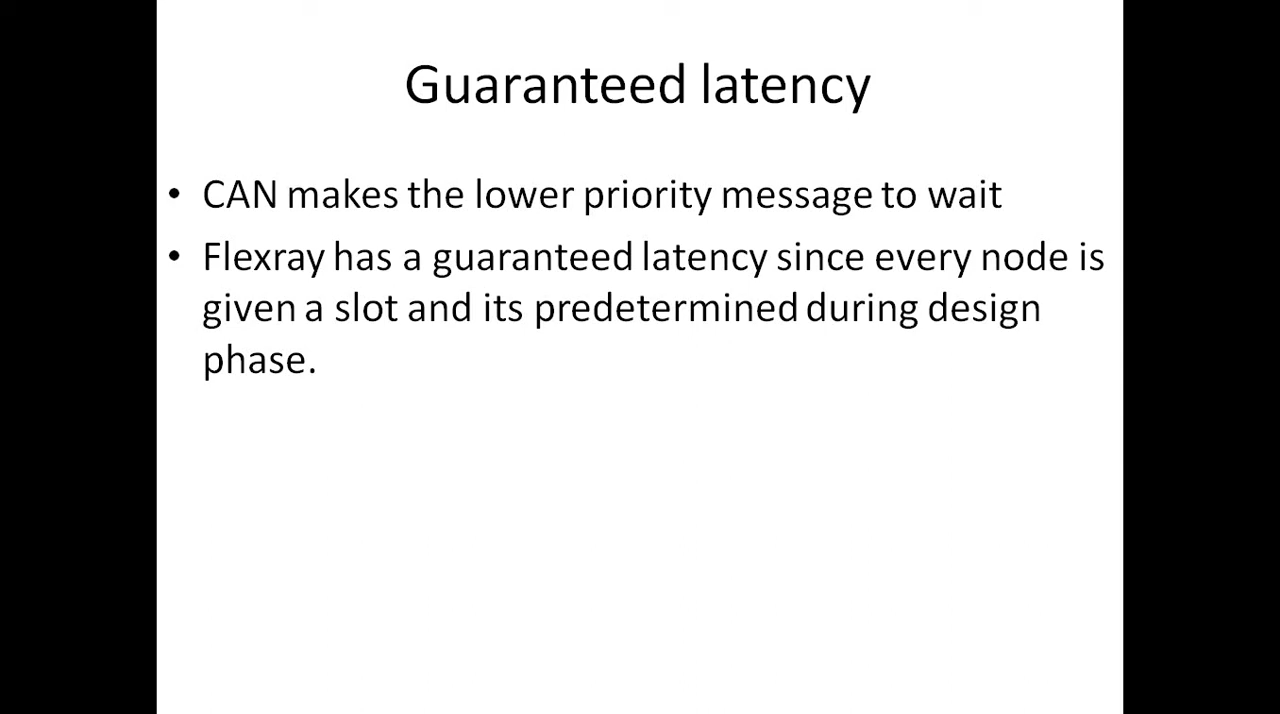 Guaranteed latency
• CAN makes the lower priority message to wait
• Flexray has a guaranteed latency since every node is
given a slot and its predetermined during design
phase.